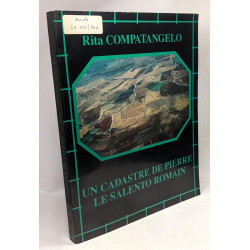 Rita COMPATANGELO
UN CADASTRE DE PIERRE
LE SALENTO ROMAIN